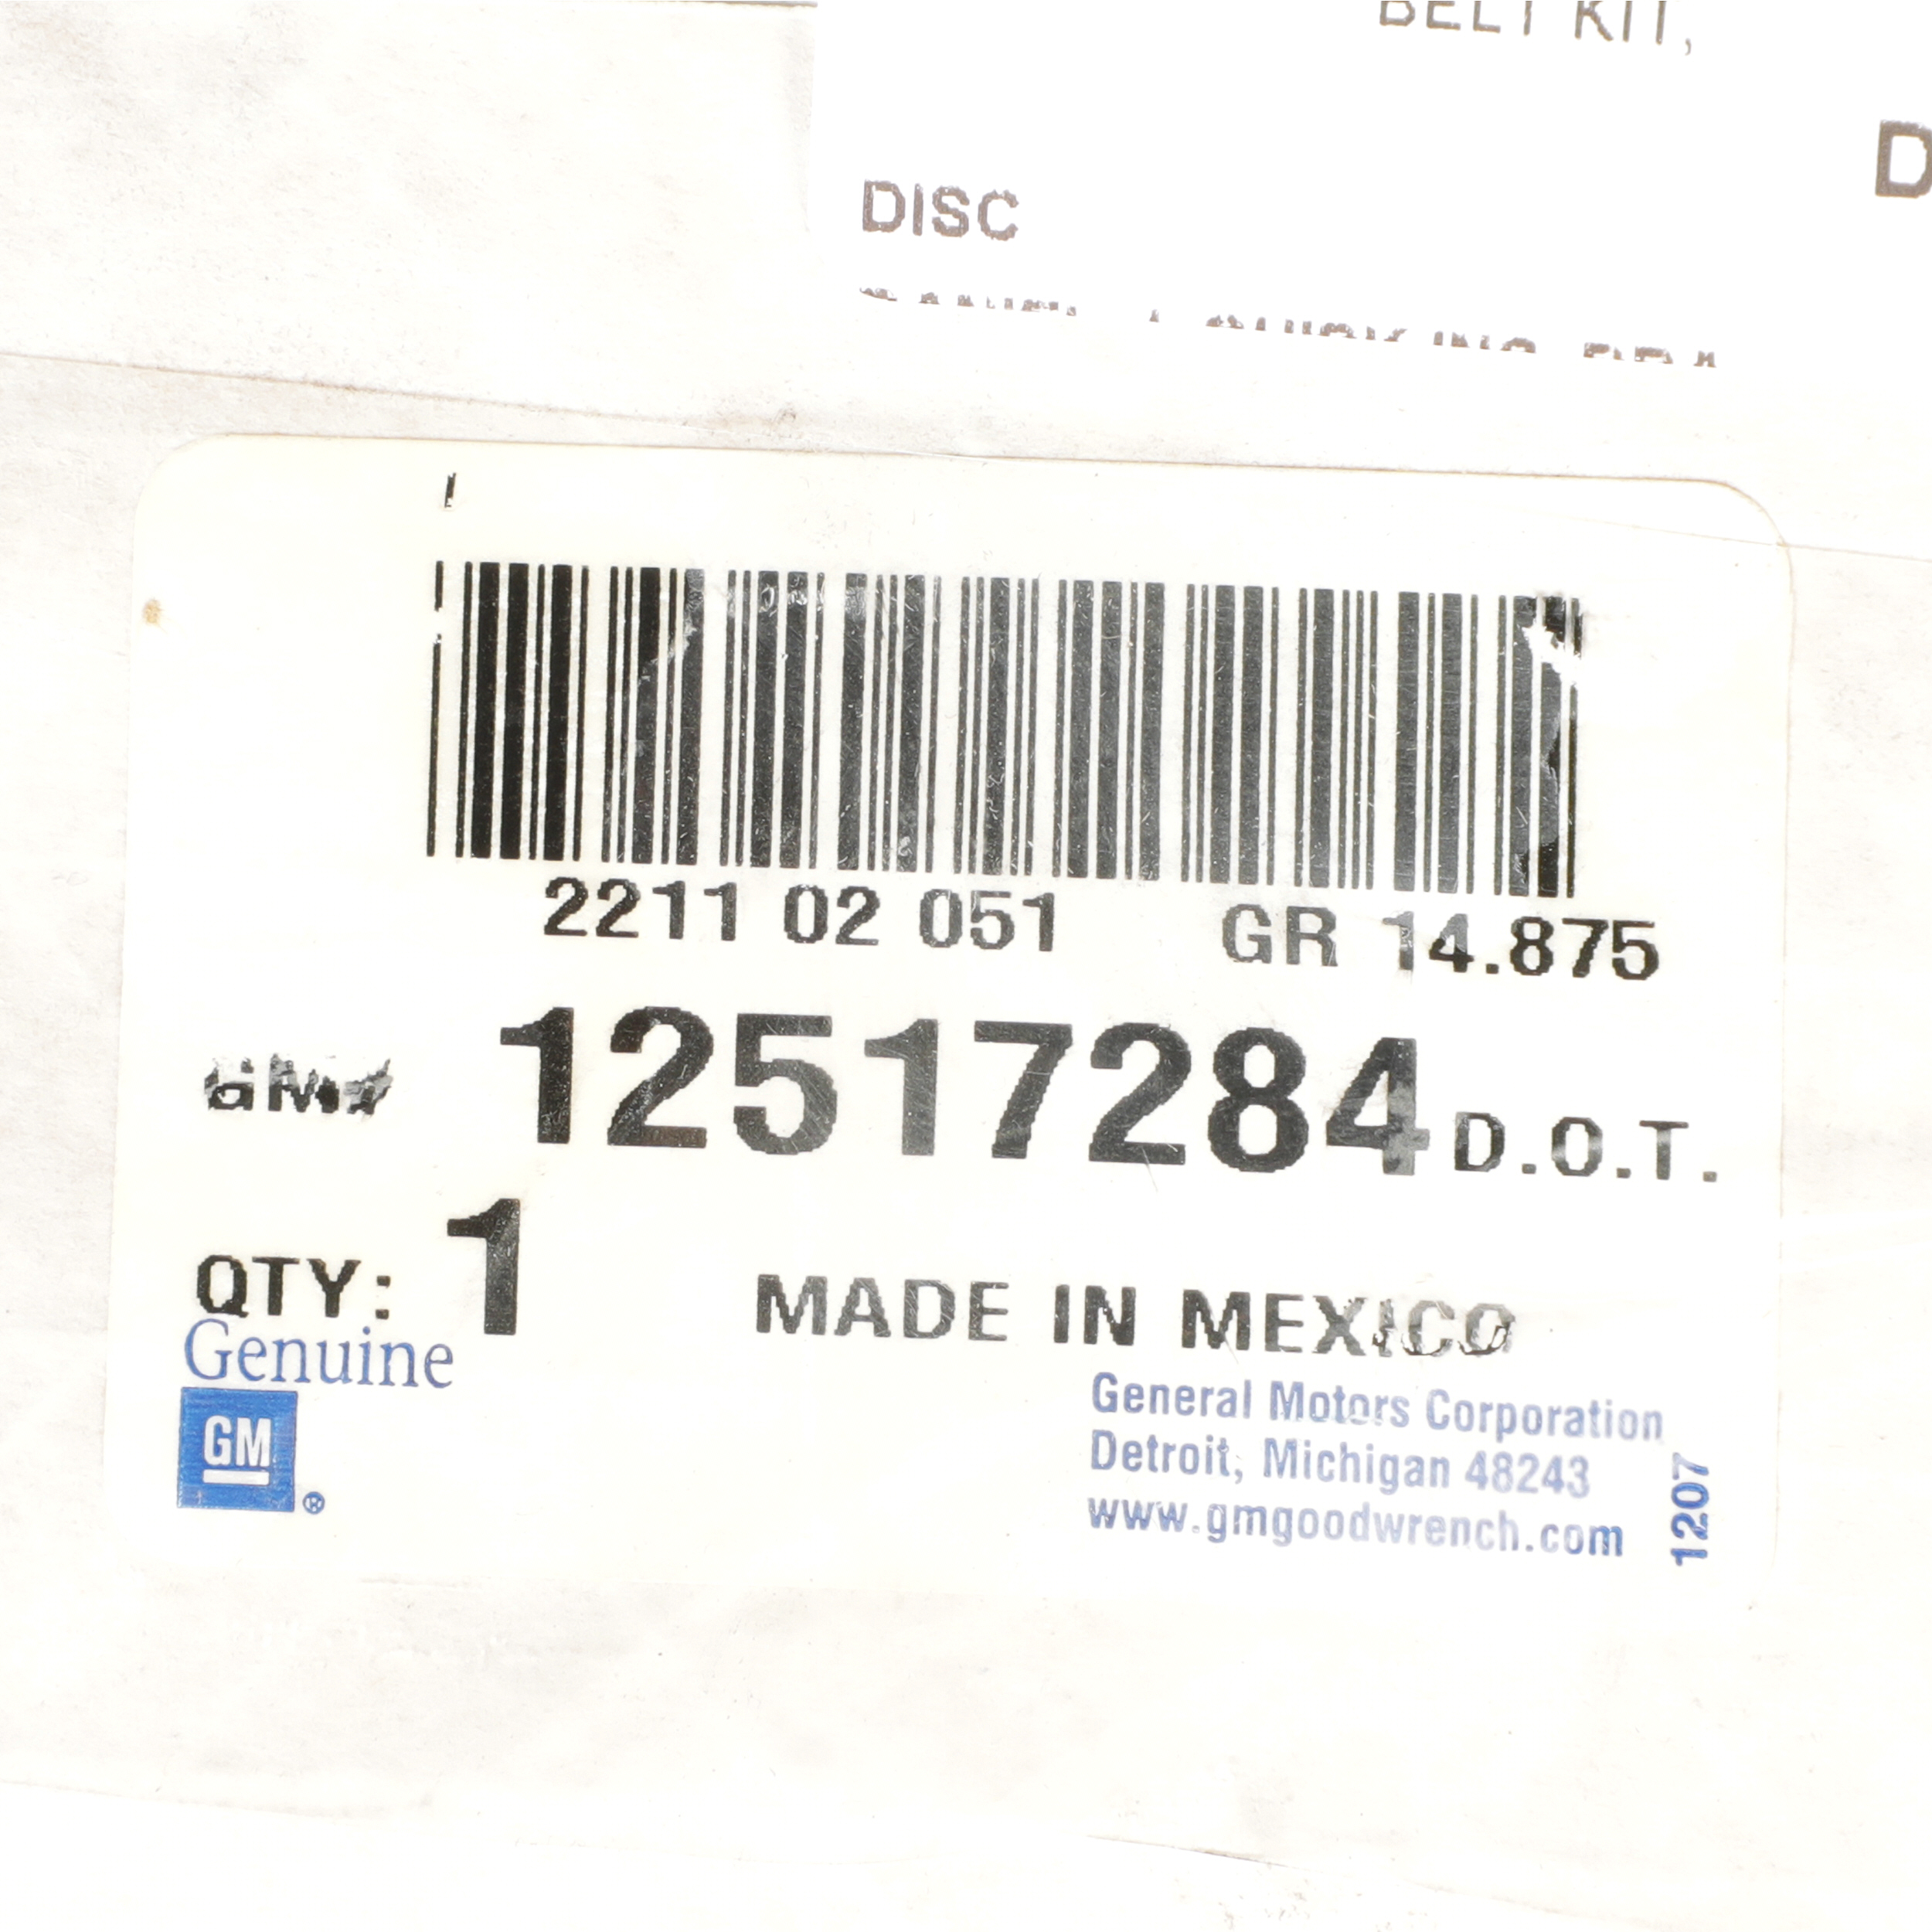 BELT KIT,
D
DISC
2211 02 051 GR 14.875
12517284 D.O.T.
QTY: 1 MADE IN MEXICO
Genuine
GM ®
General Motors Corporation
Detroit, Michigan 48243
www.gmgoodwrench.com
1207